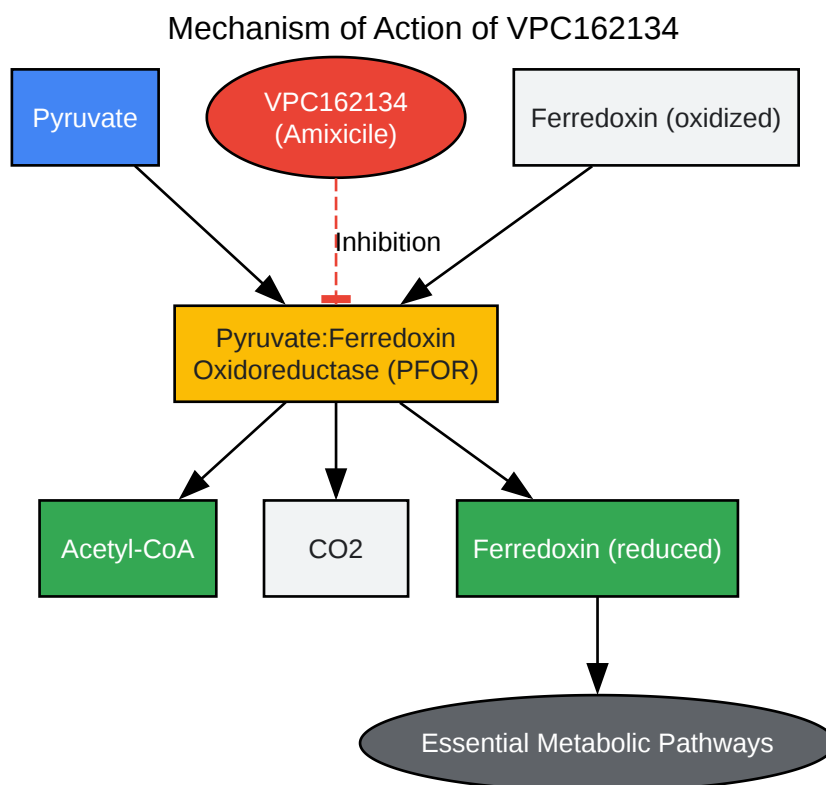 Mechanism of Action of VPC162134
Pyruvate
VPC162134
(Amixicile)
Ferredoxin (oxidized)
Inhibition
Pyruvate:Ferredoxin
Oxidoreductase (PFOR)
Acetyl-CoA
CO2
Ferredoxin (reduced)
Essential Metabolic Pathways